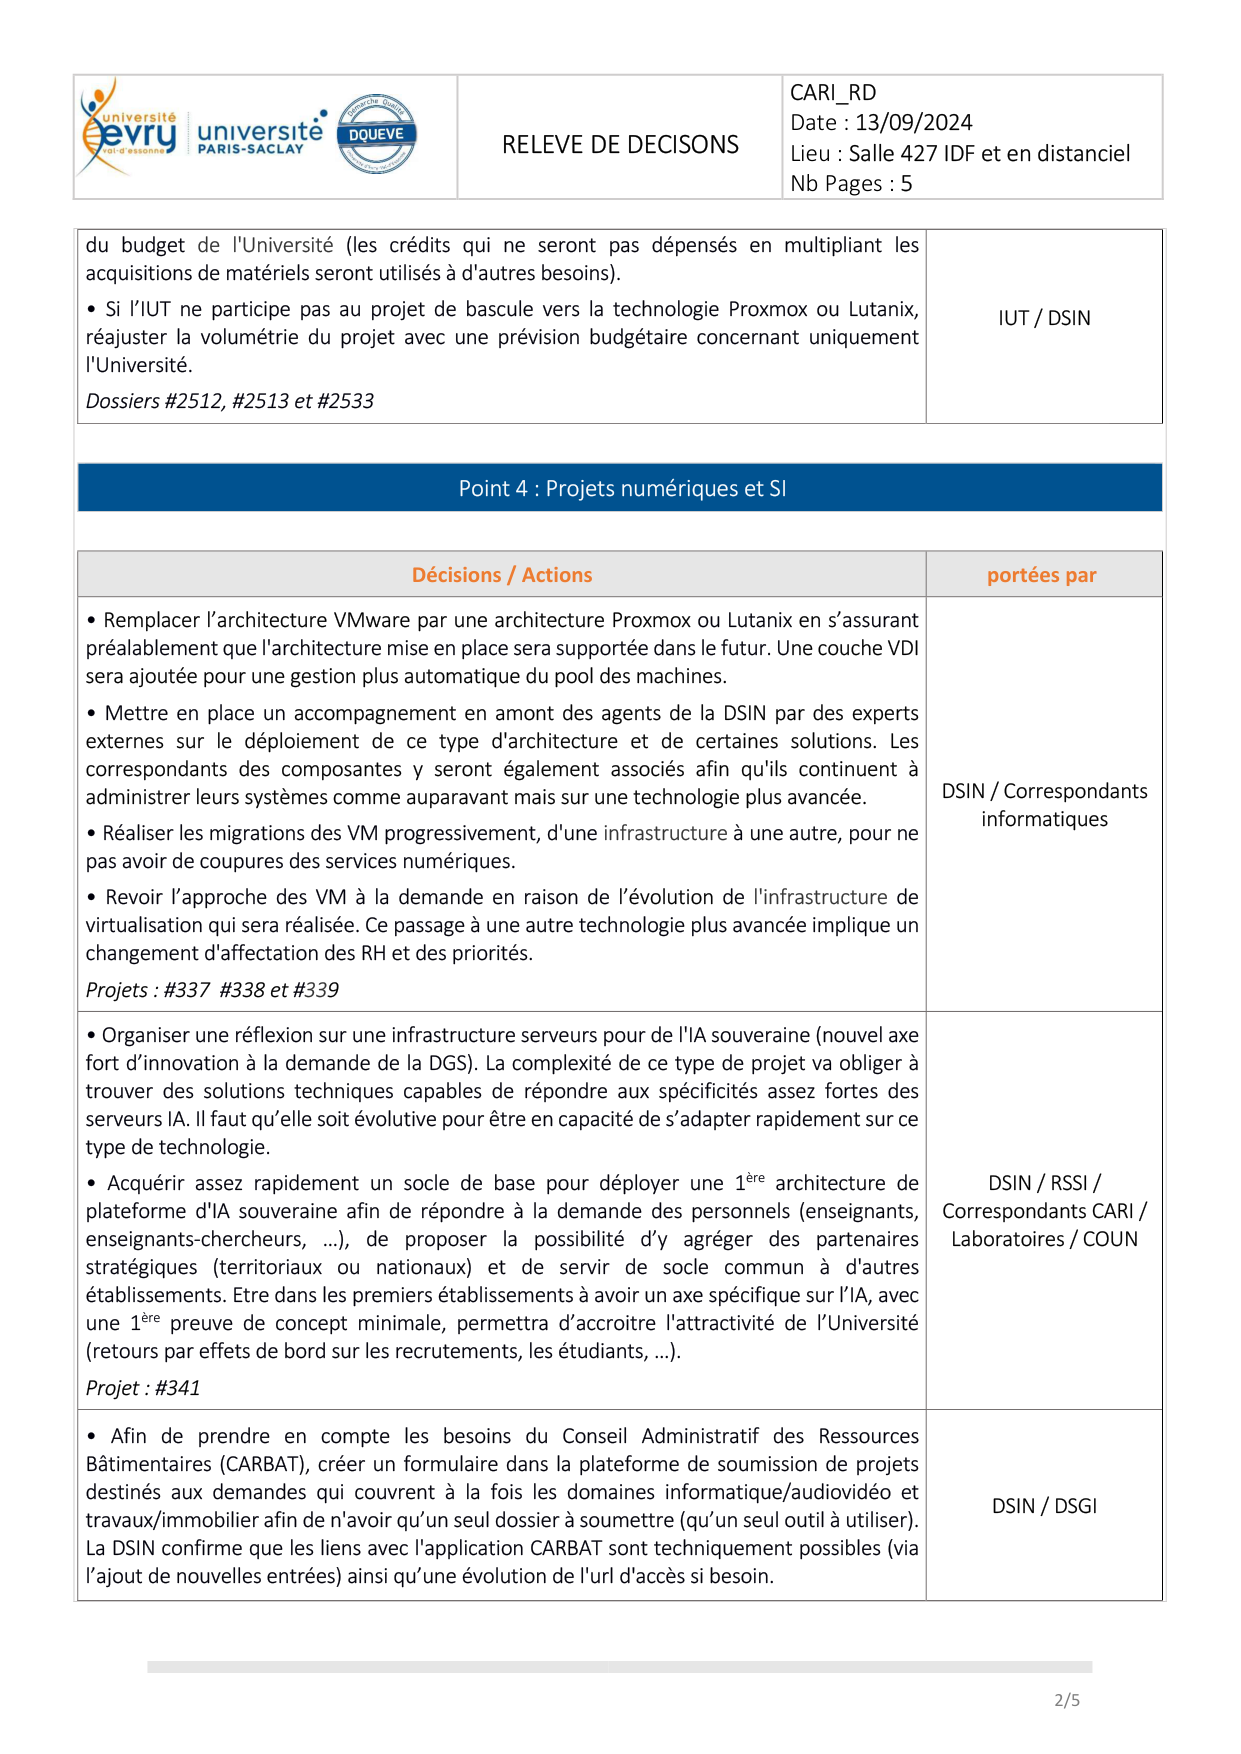 université
evry
val-d'essonne
université
PARIS-SACLAY
Démarche Qualité
DQUEVE
RELEVE DE DECISONS
CARI_RD
Date : 13/09/2024
Lieu : Salle 427 IDF et en distanciel
Nb Pages : 5
du budget de l'Université (les crédits qui ne seront pas dépensés en multipliant les
acquisitions de matériels seront utilisés à d'autres besoins).
• Si l’IUT ne participe pas au projet de bascule vers la technologie Proxmox ou Lutanix,
réajuster la volumétrie du projet avec une prévision budgétaire concernant uniquement
l'Université.
Dossiers #2512, #2513 et #2533
IUT / DSIN
Point 4 : Projets numériques et SI
Décisions / Actions
portées par
• Remplacer l’architecture VMware par une architecture Proxmox ou Lutanix en s’assurant
préalablement que l'architecture mise en place sera supportée dans le futur. Une couche VDI
sera ajoutée pour une gestion plus automatique du pool des machines.
• Mettre en place un accompagnement en amont des agents de la DSIN par des experts
externes sur le déploiement de ce type d'architecture et de certaines solutions. Les
correspondants des composantes y seront également associés afin qu'ils continuent à
administrer leurs systèmes comme auparavant mais sur une technologie plus avancée.
• Réaliser les migrations des VM progressivement, d'une infrastructure à une autre, pour ne
pas avoir de coupures des services numériques.
• Revoir l’approche des VM à la demande en raison de l’évolution de l'infrastructure de
virtualisation qui sera réalisée. Ce passage à une autre technologie plus avancée implique un
changement d'affectation des RH et des priorités.
Projets : #337 #338 et #339
DSIN / Correspondants
informatiques
• Organiser une réflexion sur une infrastructure serveurs pour de l'IA souveraine (nouvel axe
fort d’innovation à la demande de la DGS). La complexité de ce type de projet va obliger à
trouver des solutions techniques capables de répondre aux spécificités assez fortes des
serveurs IA. Il faut qu’elle soit évolutive pour être en capacité de s’adapter rapidement sur ce
type de technologie.
• Acquérir assez rapidement un socle de base pour déployer une 1ère architecture de
plateforme d'IA souveraine afin de répondre à la demande des personnels (enseignants,
enseignants-chercheurs, …), de proposer la possibilité d’y agréger des partenaires
stratégiques (territoriaux ou nationaux) et de servir de socle commun à d'autres
établissements. Etre dans les premiers établissements à avoir un axe spécifique sur l’IA, avec
une 1ère preuve de concept minimale, permettra d’accroitre l'attractivité de l’Université
(retours par effets de bord sur les recrutements, les étudiants, …).
Projet : #341
DSIN / RSSI /
Correspondants CARI /
Laboratoires / COUN
• Afin de prendre en compte les besoins du Conseil Administratif des Ressources
Bâtimentaires (CARBAT), créer un formulaire dans la plateforme de soumission de projets
destinés aux demandes qui couvrent à la fois les domaines informatique/audiovidéo et
travaux/immobilier afin de n'avoir qu’un seul dossier à soumettre (qu’un seul outil à utiliser).
La DSIN confirme que les liens avec l'application CARBAT sont techniquement possibles (via
l’ajout de nouvelles entrées) ainsi qu’une évolution de l'url d'accès si besoin.
DSIN / DSGI
2/5